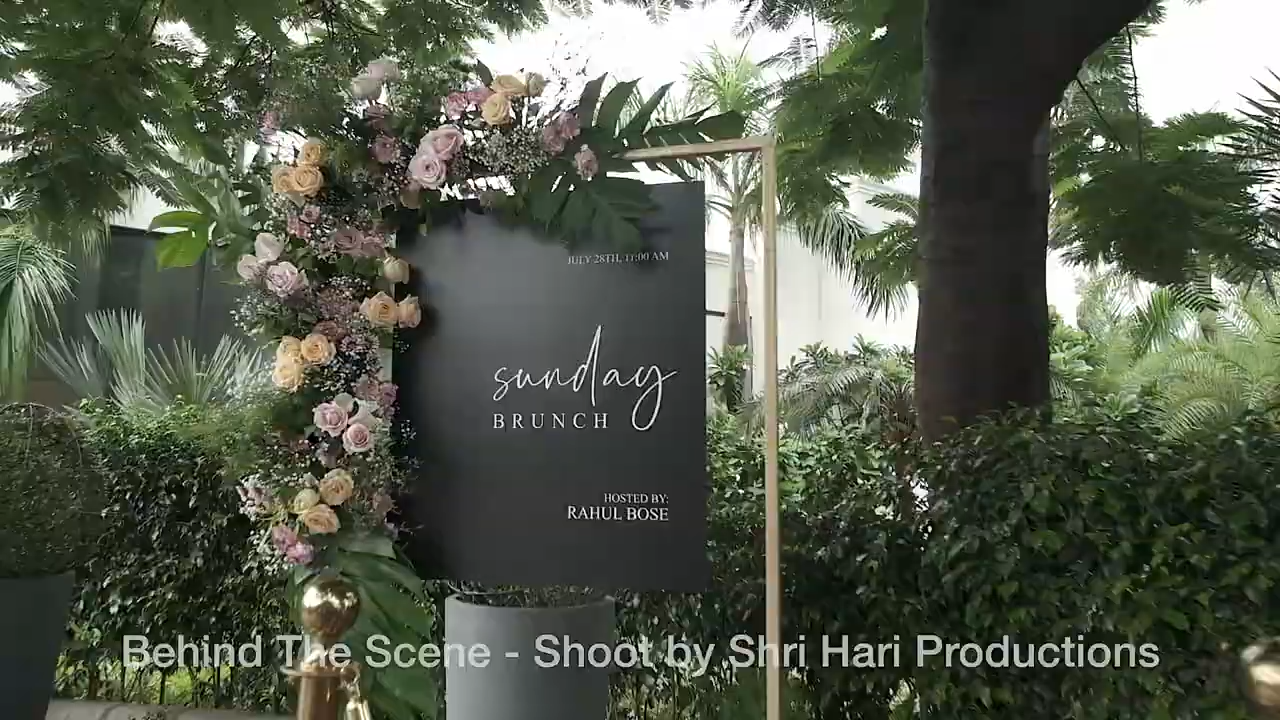 JULY 28TH, 11:00 AM
sunday
BRUNCH
HOSTED BY:
RAHUL BOSE
Behind The Scene - Shoot by Shri Hari Productions